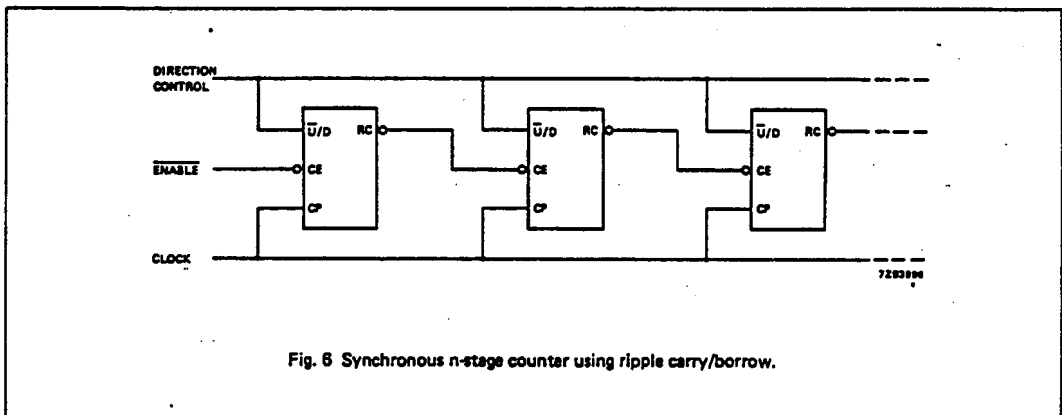 DIRECTION
CONTROL
U̅/D RC
U̅/D RC
U̅/D RC
E̅N̅A̅B̅L̅E̅
CE
CE
CE
CP
CP
CP
CLOCK
Fig. 6 Synchronous n-stage counter using ripple carry/borrow.